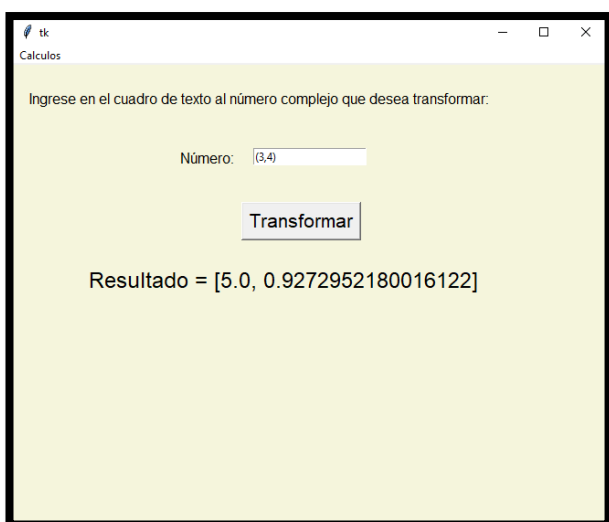 tk
Calculos
Ingrese en el cuadro de texto al número complejo que desea transformar:
Número: (3,4)
Transformar
Resultado = [5.0, 0.9272952180016122]